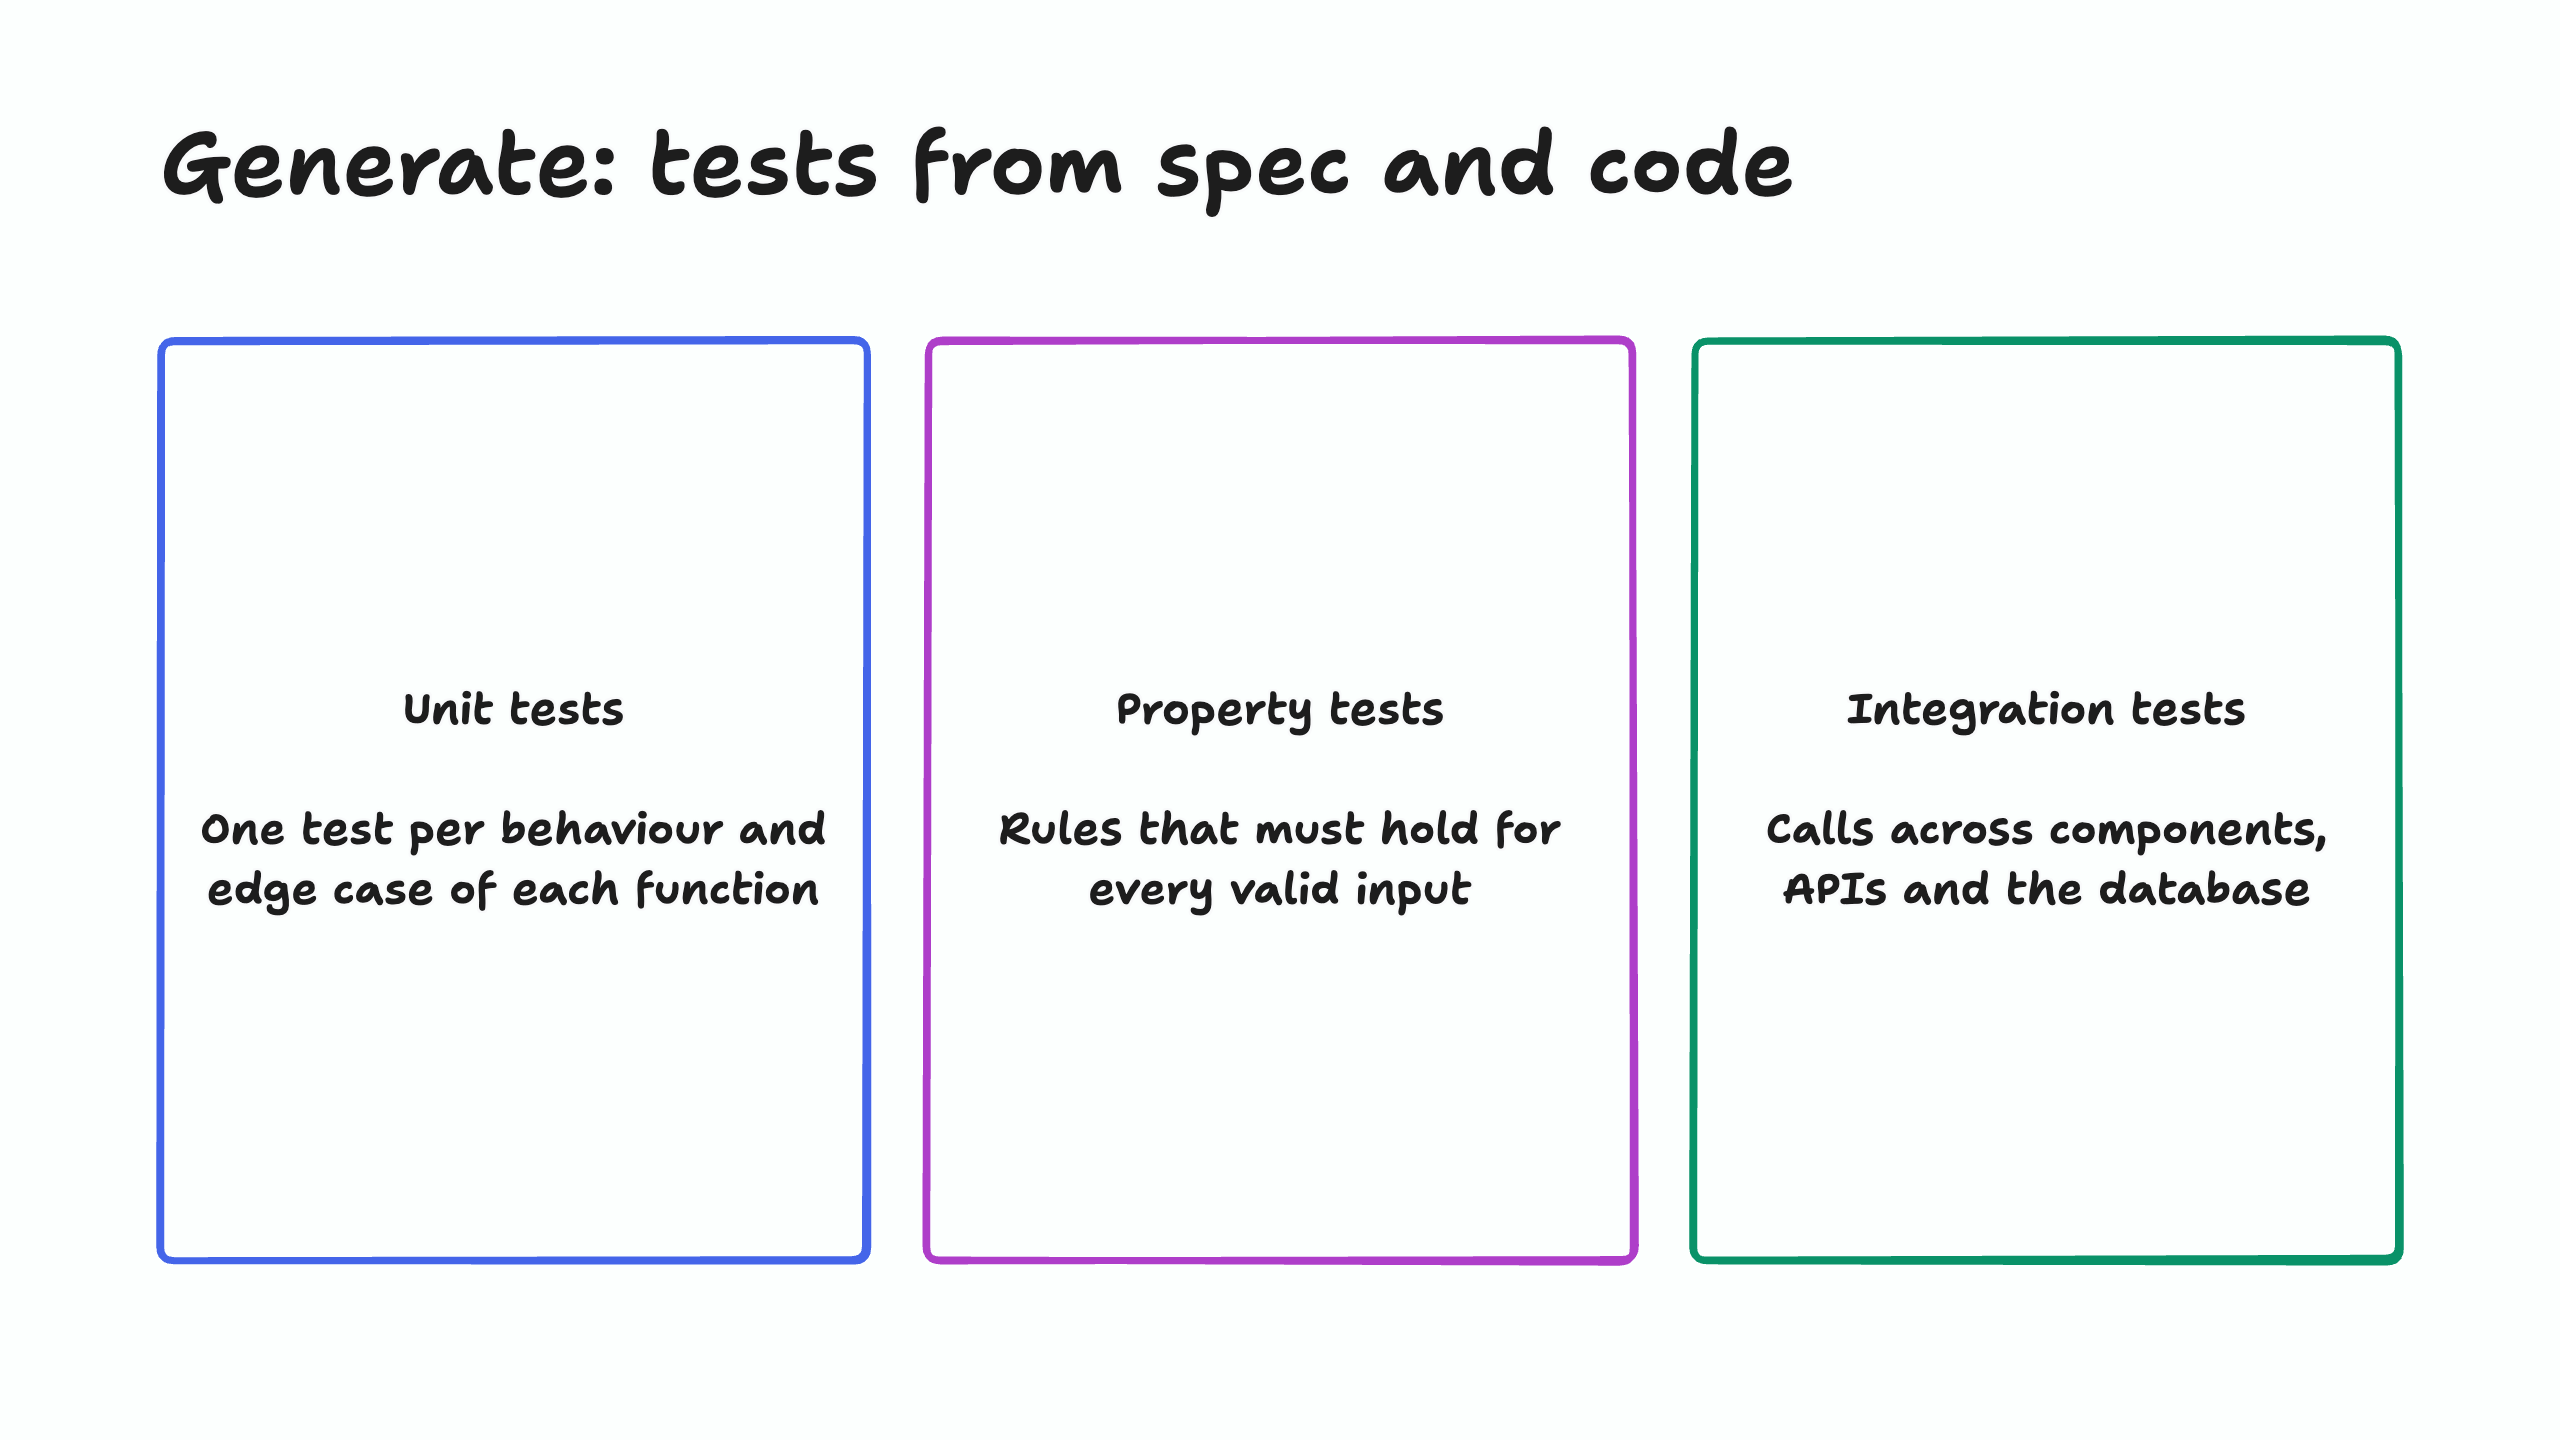 Generate: tests from spec and code
Unit tests
One test per behaviour and
edge case of each function
Property tests
Rules that must hold for
every valid input
Integration tests
Calls across components,
APIs and the database